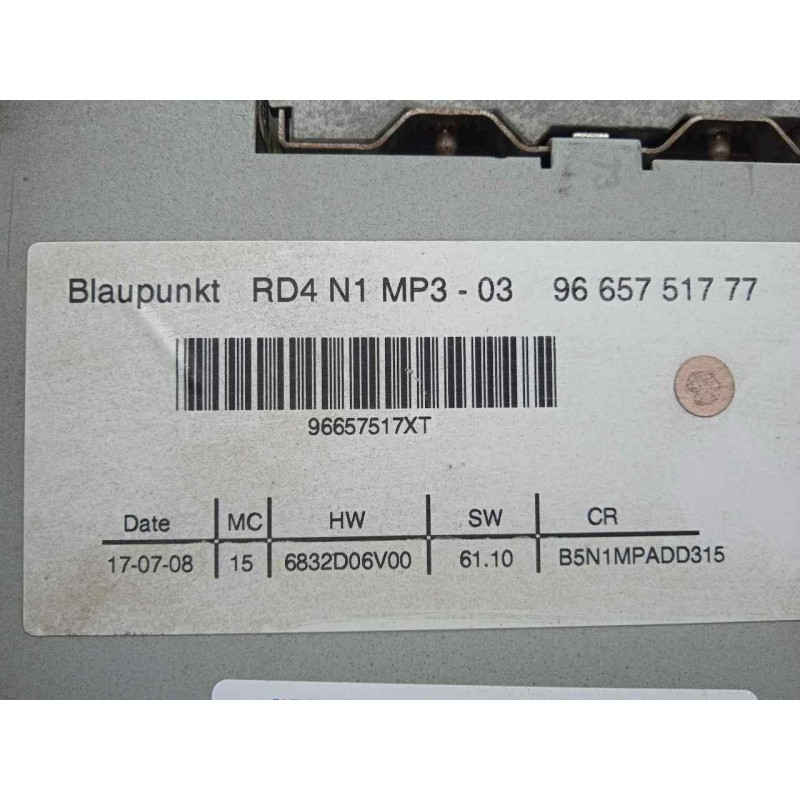 Blaupunkt RD4 N1 MP3 - 03 96 657 517 77
96657517XT
Date MC HW SW CR
17-07-08 15 6832D06V00 61.10 B5N1MPADD315